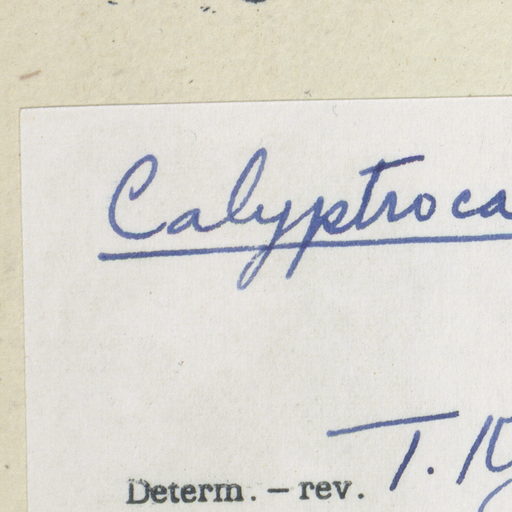 Calyptroca
Determ. – rev. T.